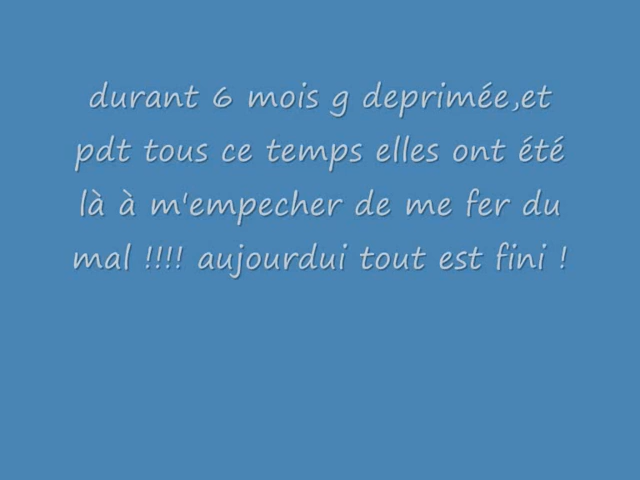 durant 6 mois g deprimée,et
pdt tous ce temps elles ont été
là à m'empecher de me fer du
mal !!!! aujourdui tout est fini !